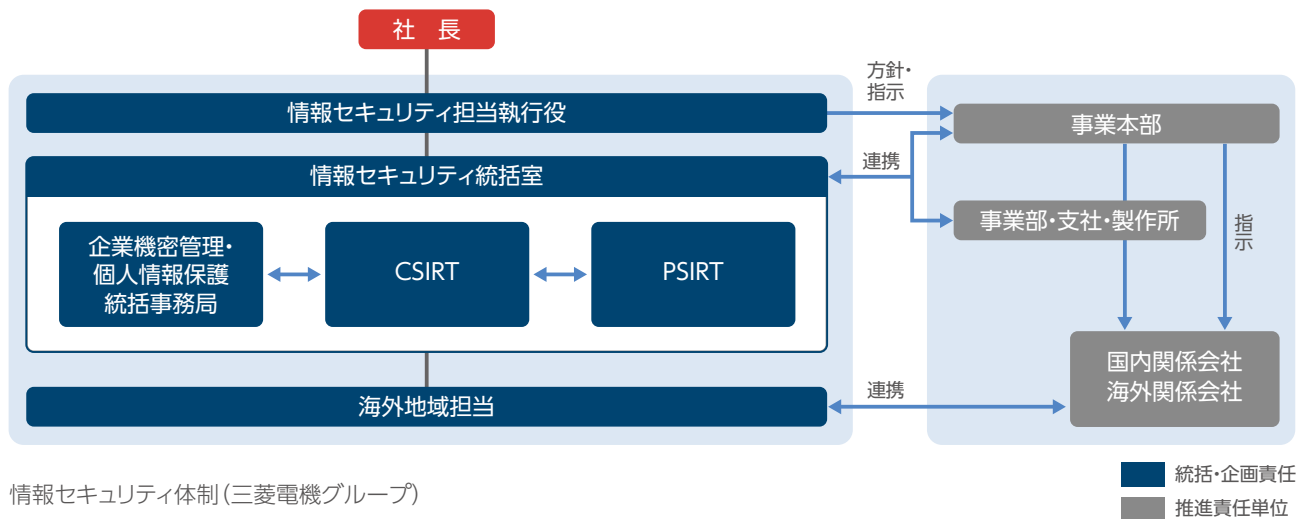 社 長
情報セキュリティ担当執行役
方針・
指示
事業本部
情報セキュリティ統括室
連携
事業部・支社・製作所
指示
企業機密管理・
個人情報保護
統括事務局
CSIRT
PSIRT
国内関係会社
海外関係会社
海外地域担当
連携
統括・企画責任
推進責任単位
情報セキュリティ体制(三菱電機グループ)